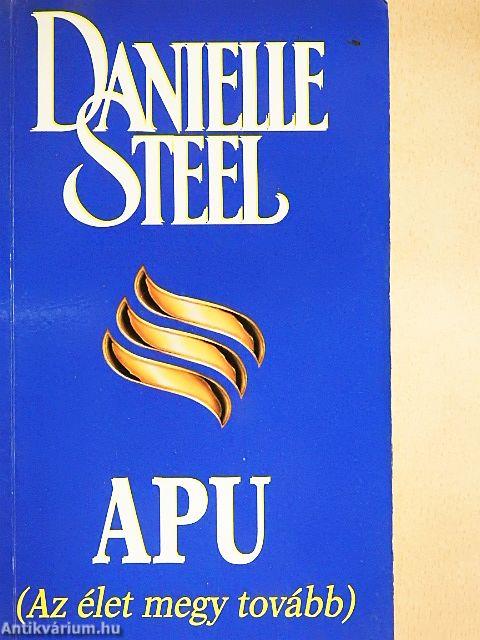 DANIELLE
STEEL
APU
(Az élet megy tovább)
Antikvárium.hu